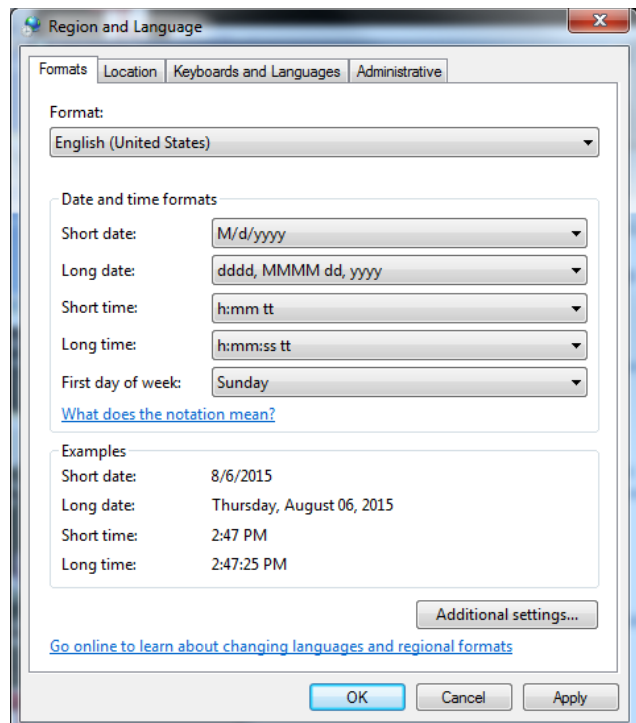 Region and Language
Formats Location Keyboards and Languages Administrative
Format:
English (United States)
Date and time formats
Short date: M/d/yyyy
Long date: dddd, MMMM dd, yyyy
Short time: h:mm tt
Long time: h:mm:ss tt
First day of week: Sunday
What does the notation mean?
Examples
Short date: 8/6/2015
Long date: Thursday, August 06, 2015
Short time: 2:47 PM
Long time: 2:47:25 PM
Additional settings...
Go online to learn about changing languages and regional formats
OK Cancel Apply